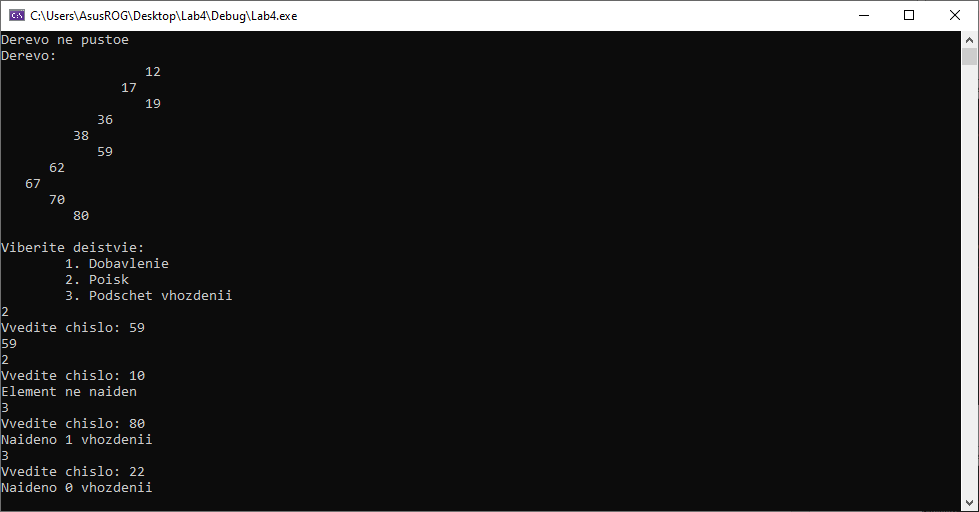 C:\Users\AsusROG\Desktop\Lab4\Debug\Lab4.exe
Derevo ne pustoe
Derevo:
12
17
19
36
38
59
62
67
70
80
Viberite deistvie:
1. Dobavlenie
2. Poisk
3. Podschet vhozdenii
2
Vvedite chislo: 59
59
2
Vvedite chislo: 10
Element ne naiden
3
Vvedite chislo: 80
Naideno 1 vhozdenii
3
Vvedite chislo: 22
Naideno 0 vhozdenii